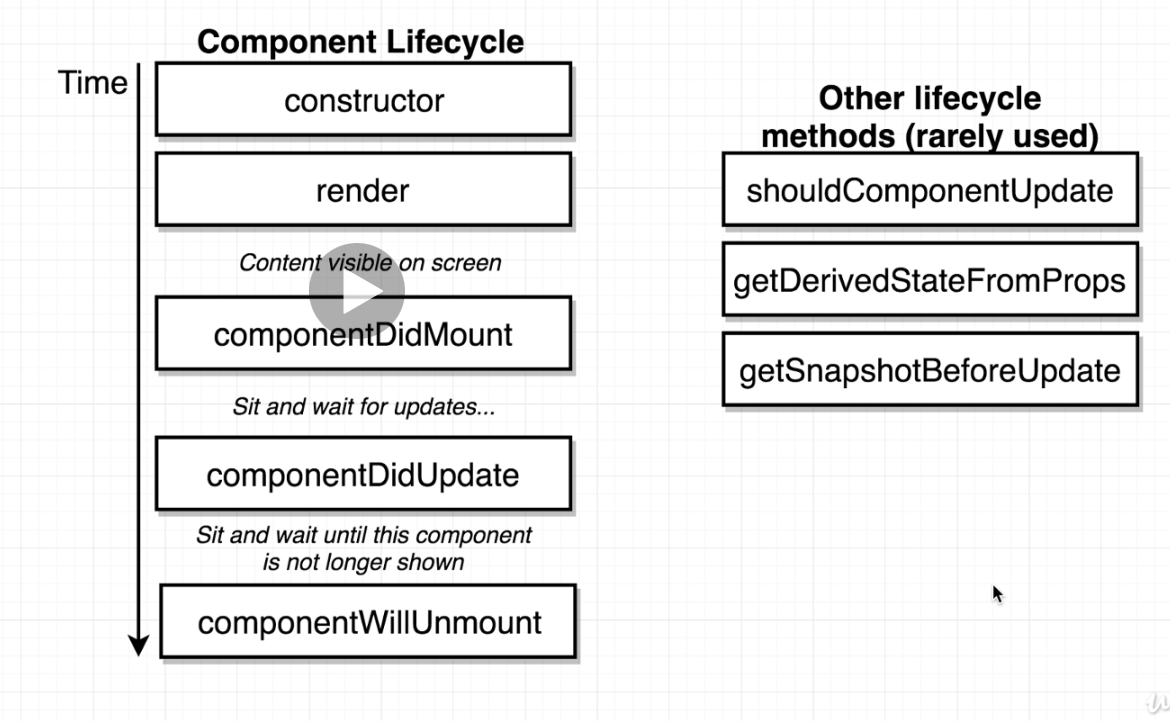 Component Lifecycle
Time
constructor
render
Content visible on screen
componentDidMount
Sit and wait for updates...
componentDidUpdate
Sit and wait until this component
is not longer shown
componentWillUnmount
Other lifecycle
methods (rarely used)
shouldComponentUpdate
getDerivedStateFromProps
getSnapshotBeforeUpdate